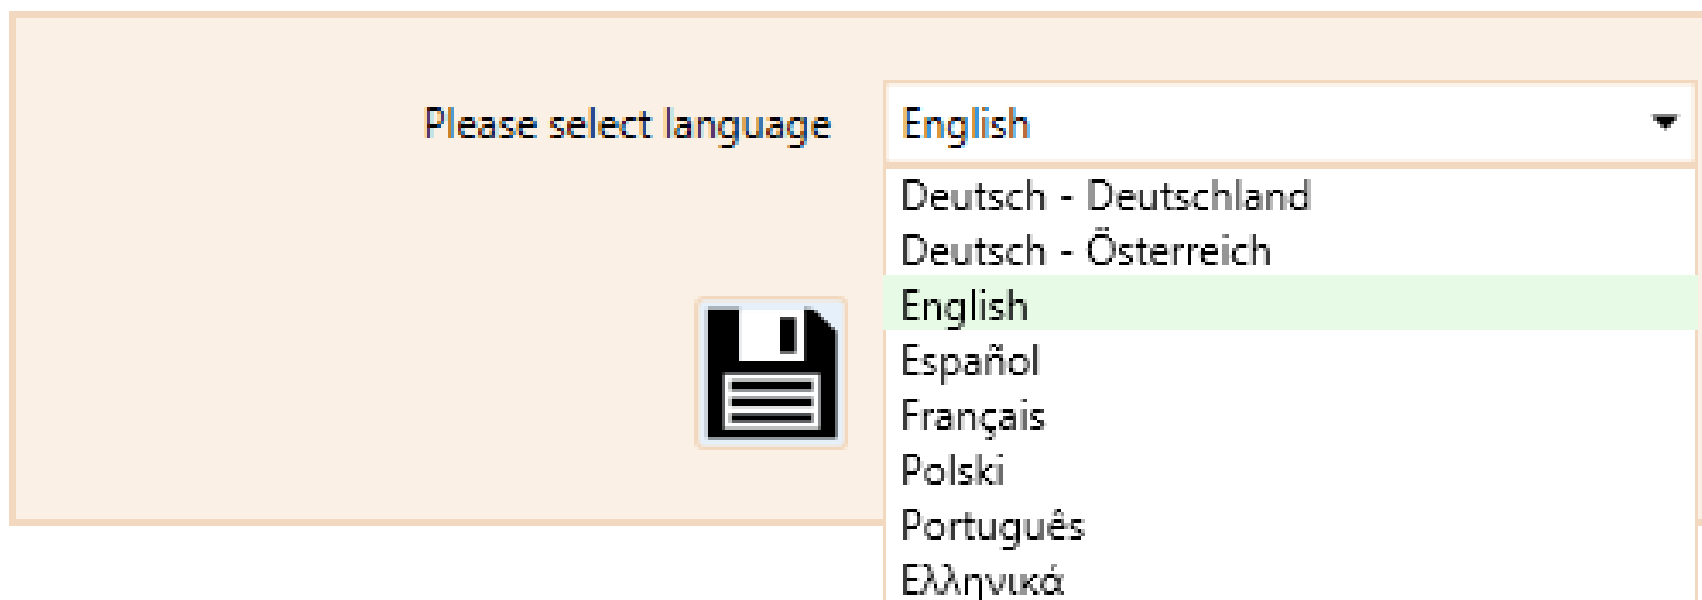 Please select language
English
Deutsch - Deutschland
Deutsch - Österreich
English
Español
Français
Polski
Português
Ελληνικά